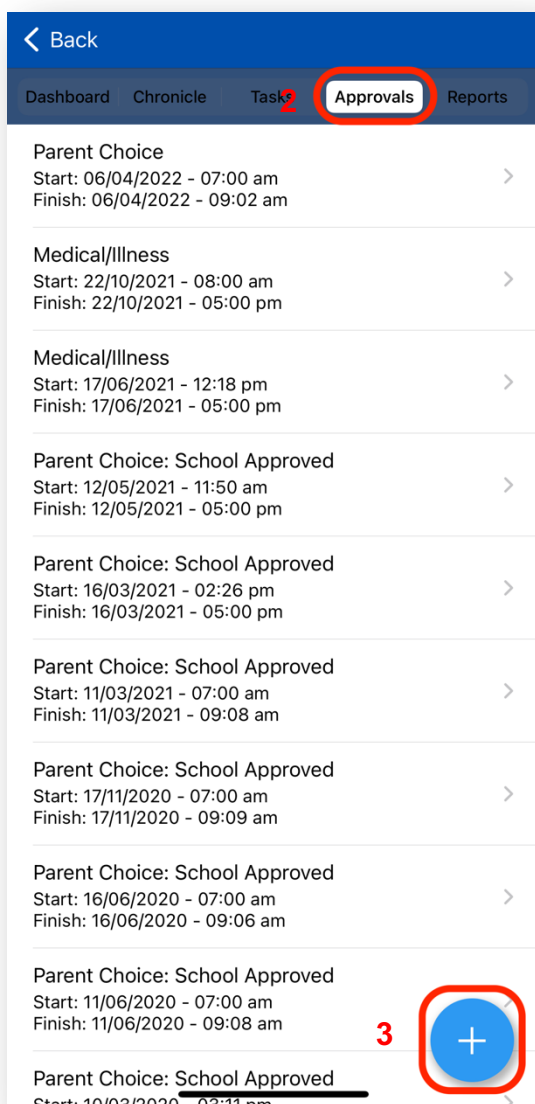 Back
Dashboard Chronicle Tasks 2 Approvals Reports
Parent Choice
Start: 06/04/2022 - 07:00 am
Finish: 06/04/2022 - 09:02 am
Medical/Illness
Start: 22/10/2021 - 08:00 am
Finish: 22/10/2021 - 05:00 pm
Medical/Illness
Start: 17/06/2021 - 12:18 pm
Finish: 17/06/2021 - 05:00 pm
Parent Choice: School Approved
Start: 12/05/2021 - 11:50 am
Finish: 12/05/2021 - 05:00 pm
Parent Choice: School Approved
Start: 16/03/2021 - 02:26 pm
Finish: 16/03/2021 - 05:00 pm
Parent Choice: School Approved
Start: 11/03/2021 - 07:00 am
Finish: 11/03/2021 - 09:08 am
Parent Choice: School Approved
Start: 17/11/2020 - 07:00 am
Finish: 17/11/2020 - 09:09 am
Parent Choice: School Approved
Start: 16/06/2020 - 07:00 am
Finish: 16/06/2020 - 09:06 am
Parent Choice: School Approved
Start: 11/06/2020 - 07:00 am
Finish: 11/06/2020 - 09:08 am
3
+
Parent Choice: School Approved
Start: 10/03/2020 - 03:11 pm